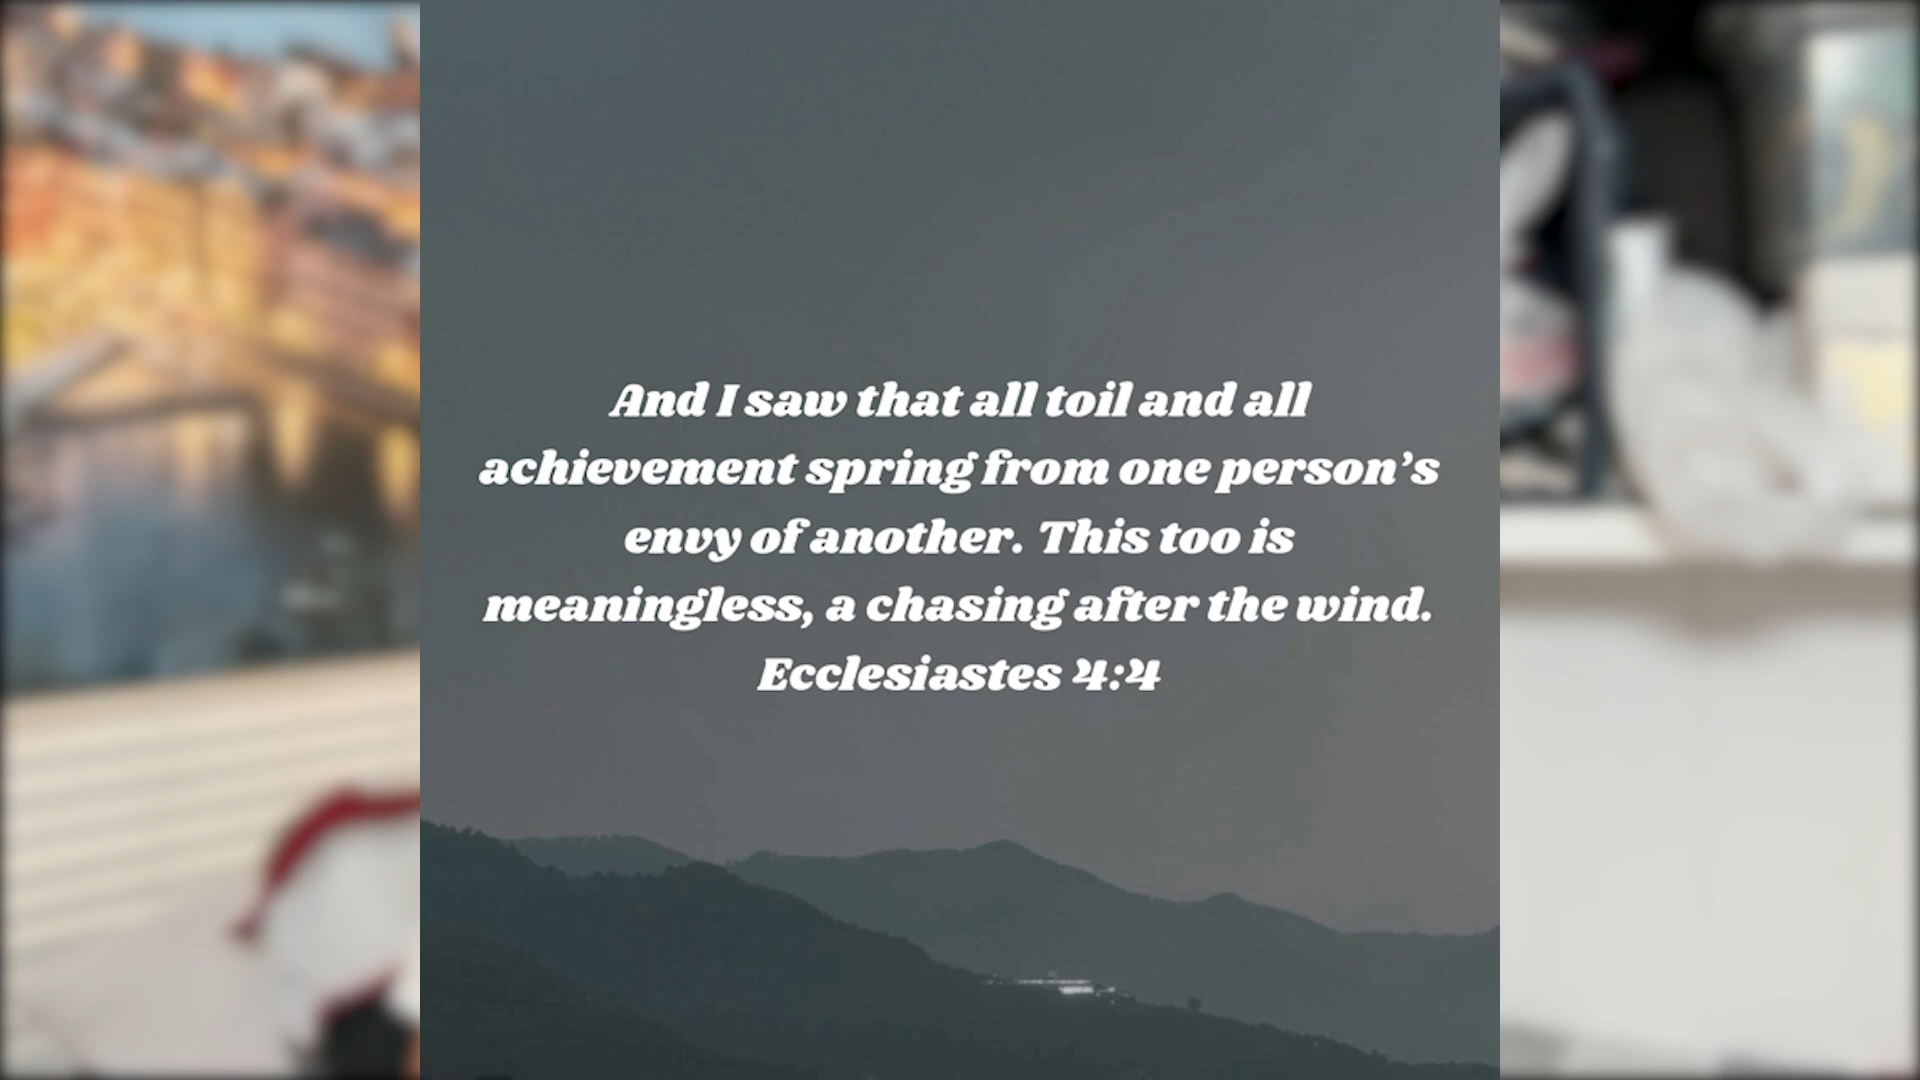 And I saw that all toil and all
achievement spring from one person’s
envy of another. This too is
meaningless, a chasing after the wind.
Ecclesiastes 4:4